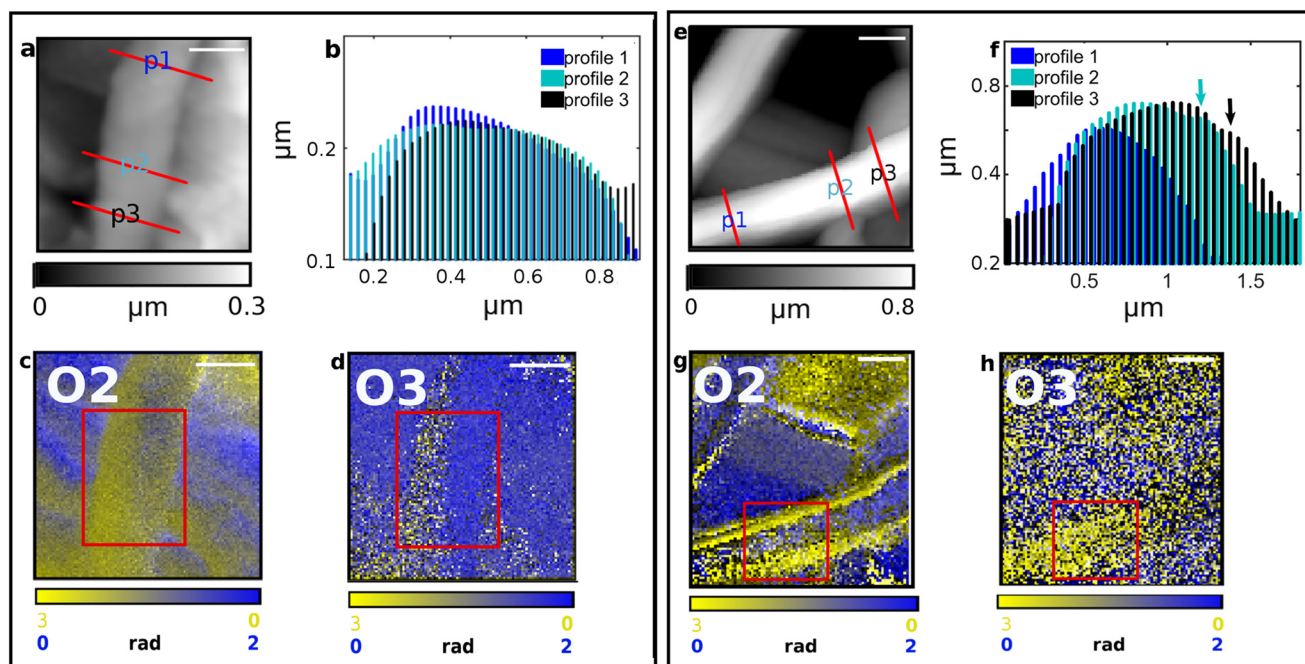 a
p1
p2
p3
0 0.3
µm
b
profile 1
profile 2
profile 3
µm
0.2
0.1
0.2 0.4 0.6 0.8
µm
c
O2
3 0
0 rad 2
d
O3
3 0
0 rad 2
e
p1
p2
p3
0 0.8
µm
f
profile 1
profile 2
profile 3
µm
0.8
0.4
0.2
0.5 1 1.5
µm
g
O2
3 0
0 rad 2
h
O3
3 0
0 rad 2